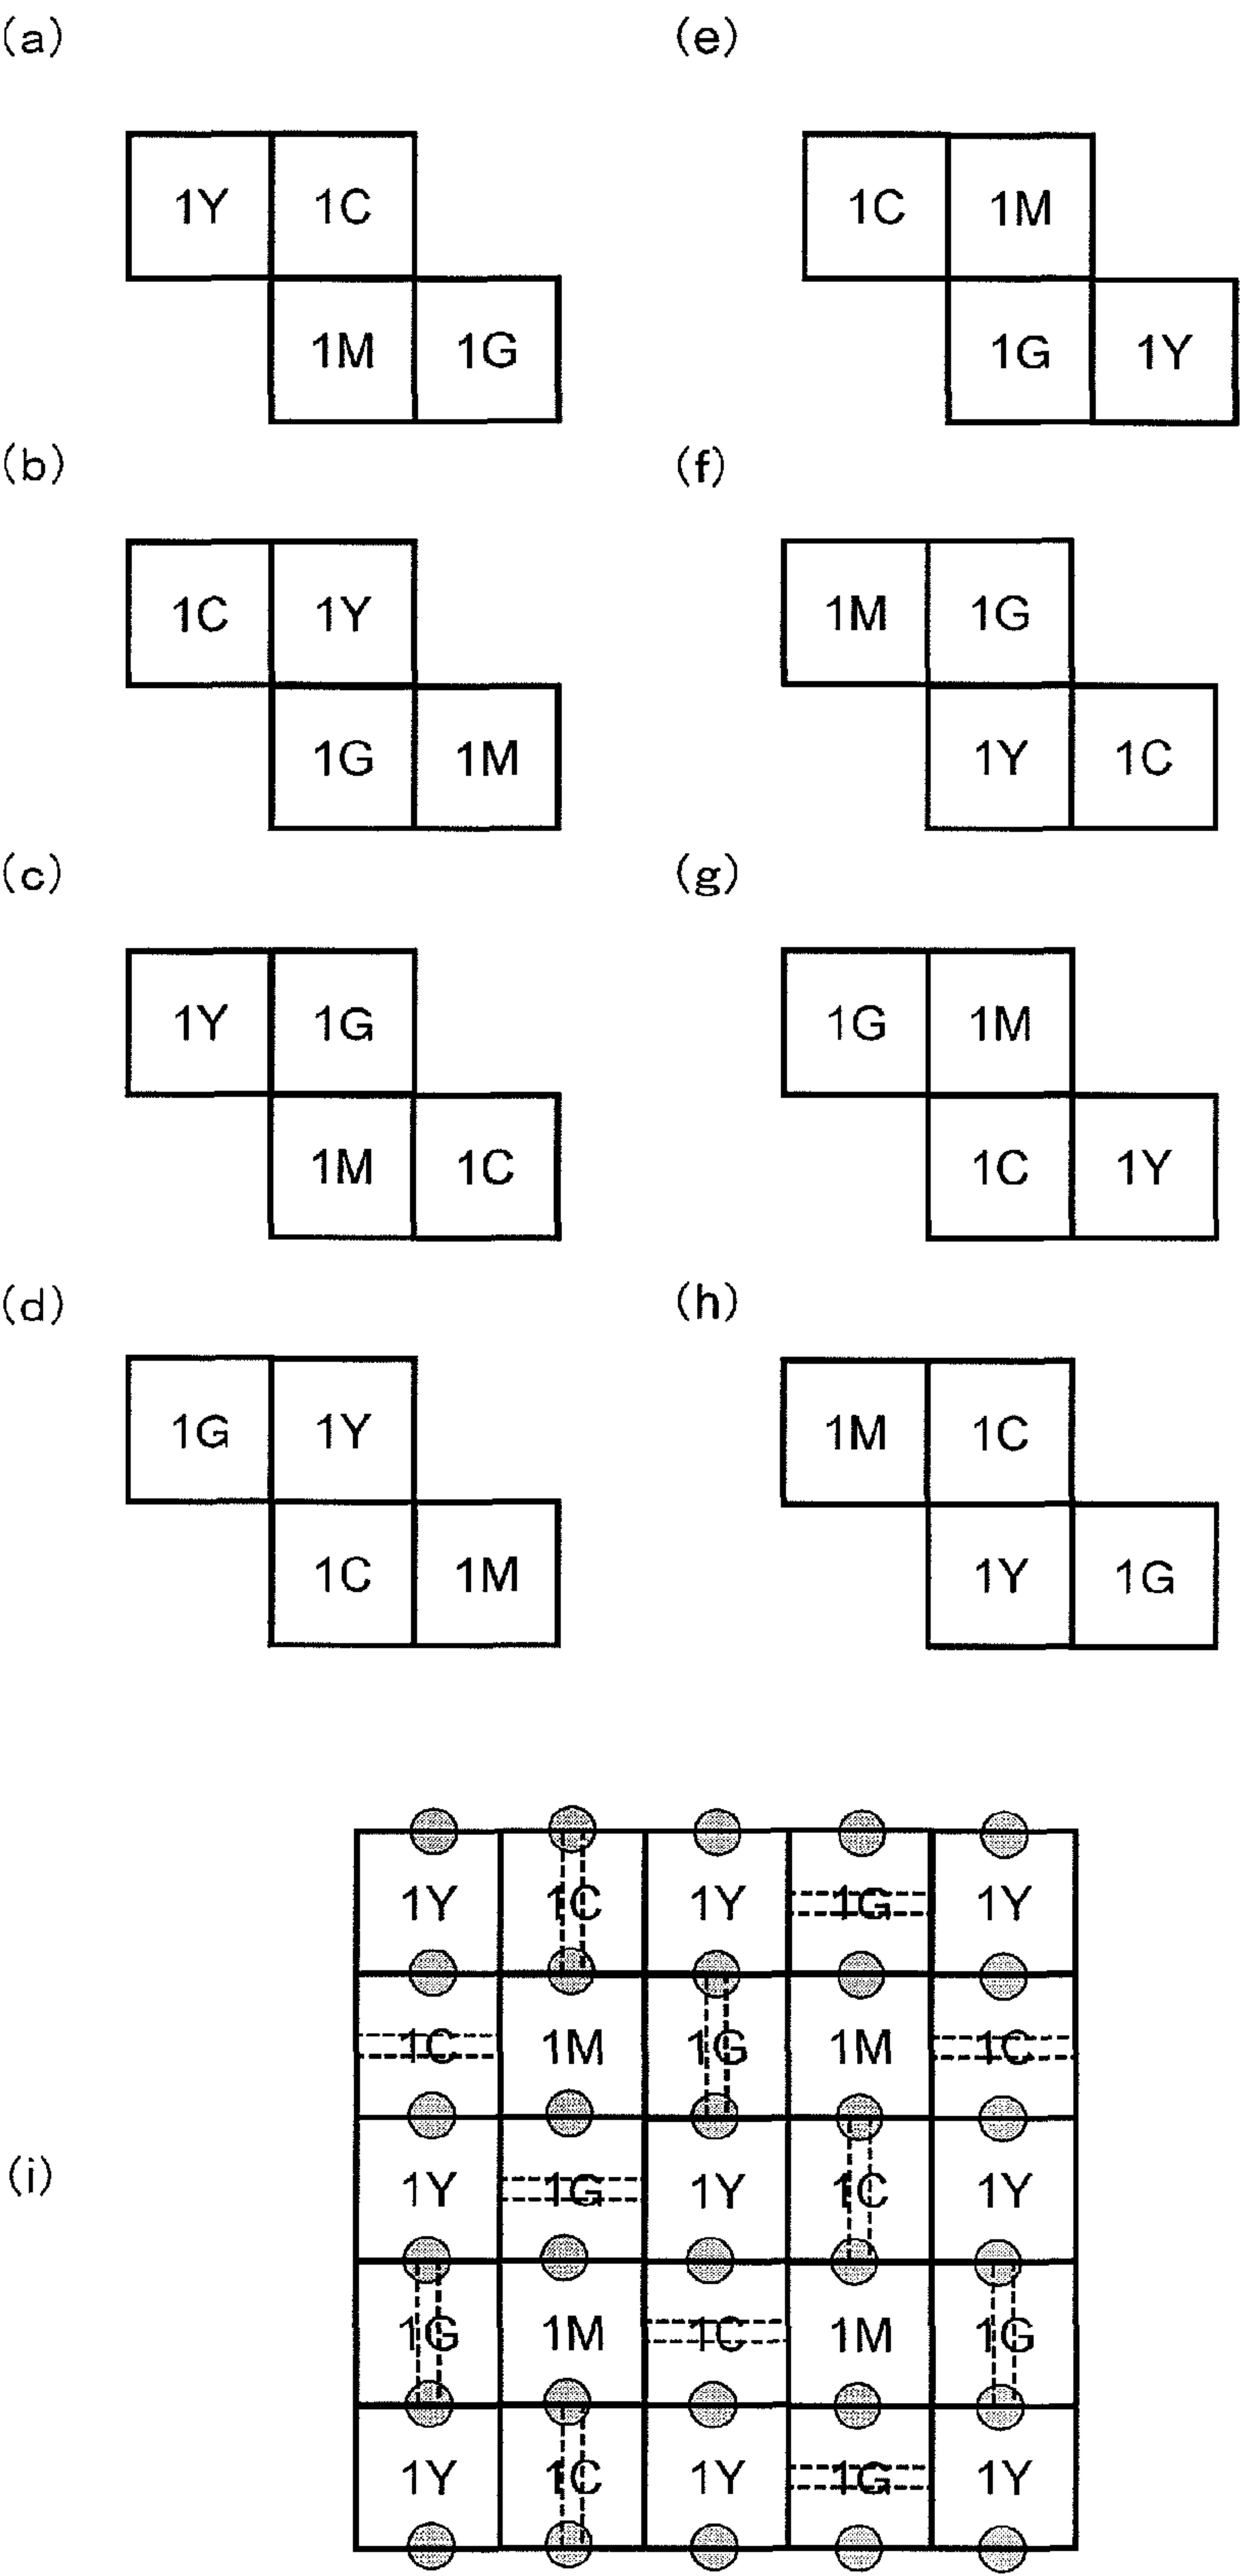 (a) (e)
1Y 1C 1C 1M
1M 1G 1G 1Y
(b) (f)
1C 1Y 1M 1G
1G 1M 1Y 1C
(c) (g)
1Y 1G 1G 1M
1M 1C 1C 1Y
(d) (h)
1G 1Y 1M 1C
1C 1M 1Y 1G
1Y 1C 1Y 1G 1Y
1C 1M 1G 1M 1C
(i) 1Y 1G 1Y 1C 1Y
1G 1M 1C 1M 1G
1Y 1C 1Y 1G 1Y